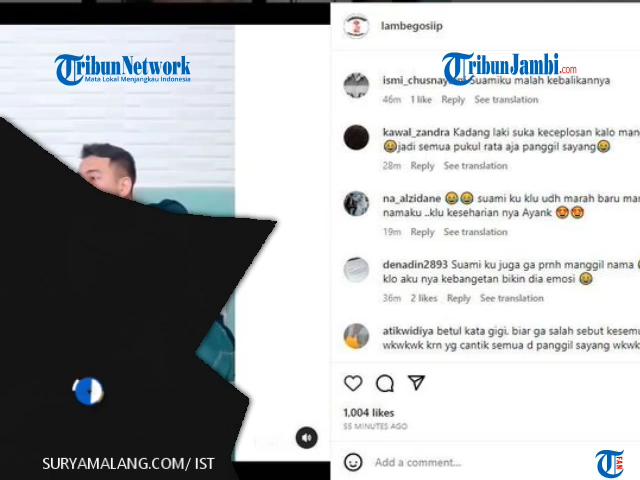 TribunNetwork
Mata Lokal Menjangkau Indonesia
lambegosiip
TribunJambi.com
Suamiku malah kebalikannya
46m 1 like Reply See translation
kawal_zandra Kadang laki suka keceplosan kalo
jadi semua pukul rata aja panggil sayang
28m Reply See translation
na_alzidane suami ku klu udh marah baru
namaku ..klu keseharian nya Ayank
19m Reply See translation
denadin2893 Suami ku juga ga prnh manggil nama
klo aku nya kebangetan bikin dia emosi
36m 2 likes Reply See translation
atikwidiya betul kata gigi, biar ga salah sebut
wkwkwk krn yg cantik semua d panggil sayang
1,004 likes
55 MINUTES AGO
Add a comment...
SURYAMALANG.COM/ IST
T FAN